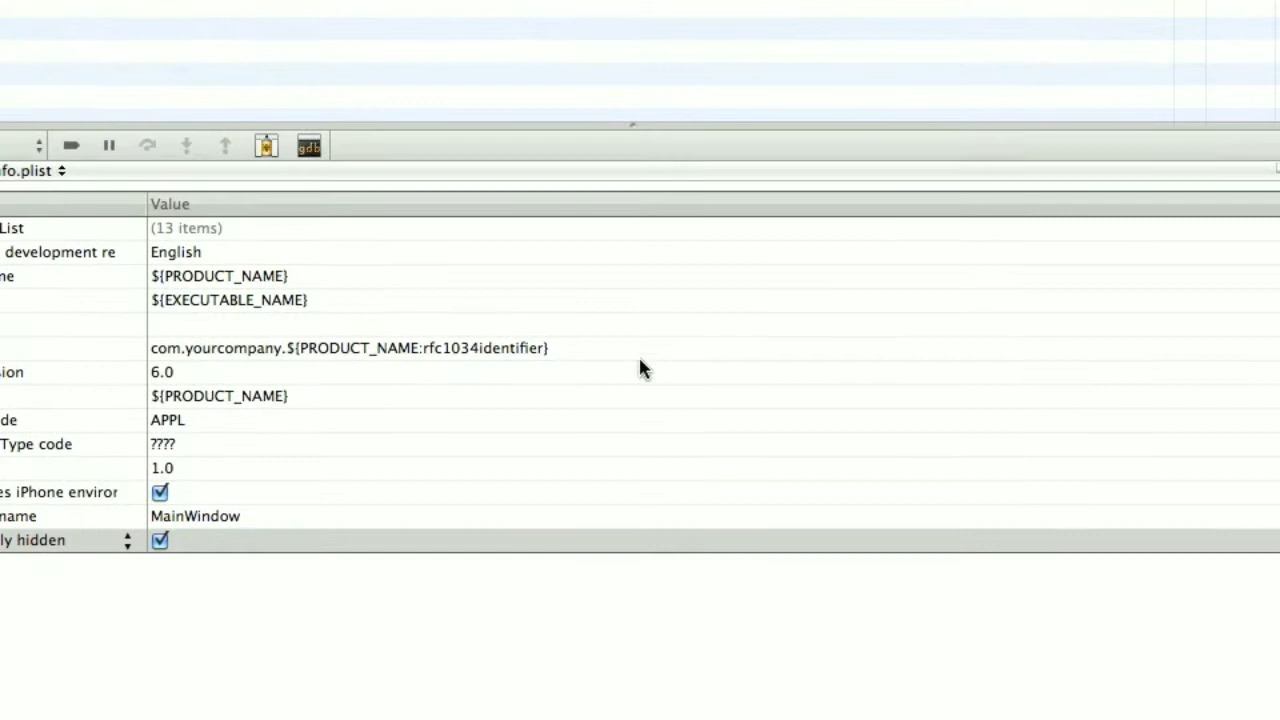 gdb
fo.plist
Value
List (13 items)
development re English
me ${PRODUCT_NAME}
${EXECUTABLE_NAME}
com.yourcompany.${PRODUCT_NAME:rfc1034identifier}
sion 6.0
${PRODUCT_NAME}
de APPL
Type code ????
1.0
es iPhone enviror
name MainWindow
ly hidden